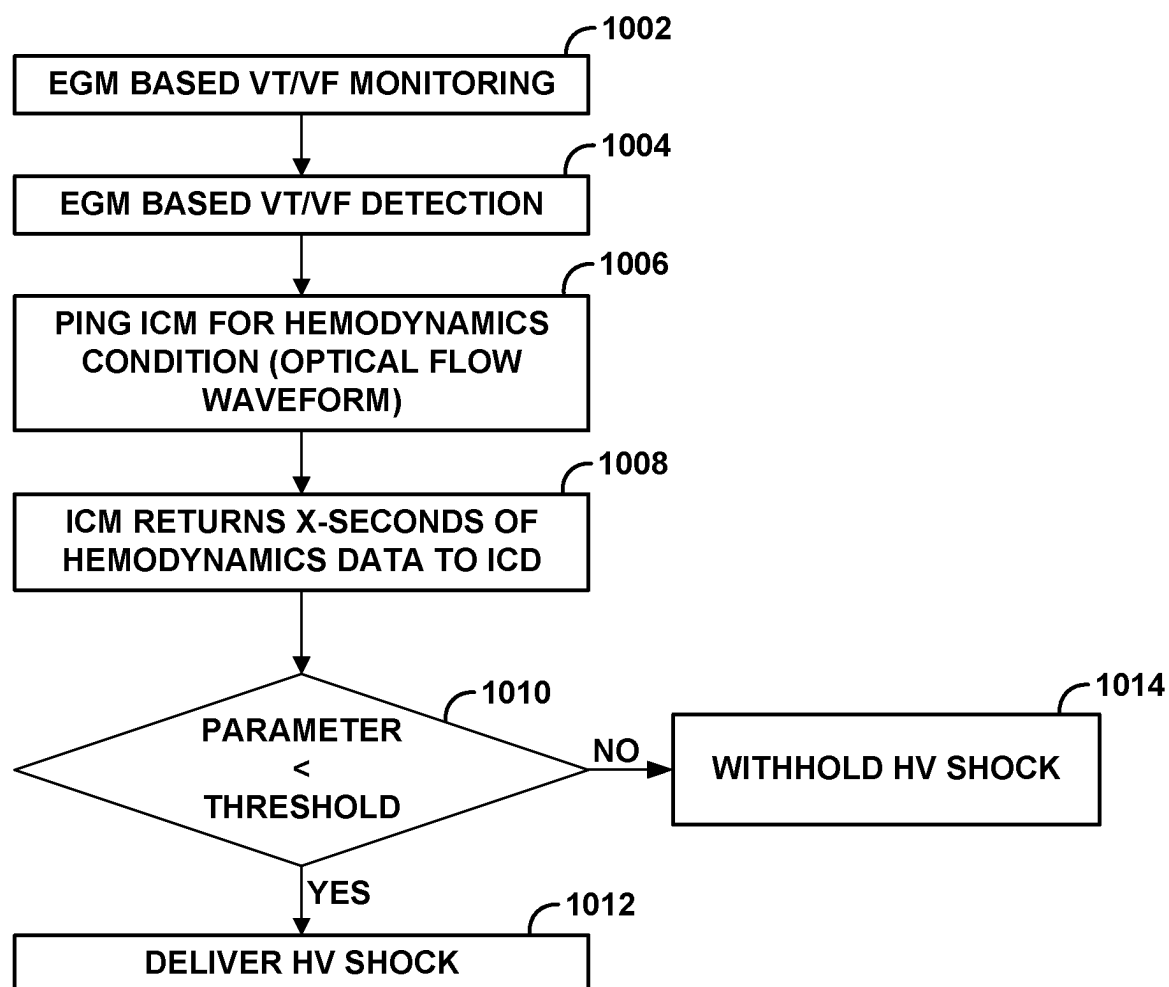 1002
EGM BASED VT/VF MONITORING
1004
EGM BASED VT/VF DETECTION
1006
PING ICM FOR HEMODYNAMICS
CONDITION (OPTICAL FLOW
WAVEFORM)
1008
ICM RETURNS X-SECONDS OF
HEMODYNAMICS DATA TO ICD
1010
PARAMETER
<
THRESHOLD
NO
1014
WITHHOLD HV SHOCK
YES
1012
DELIVER HV SHOCK